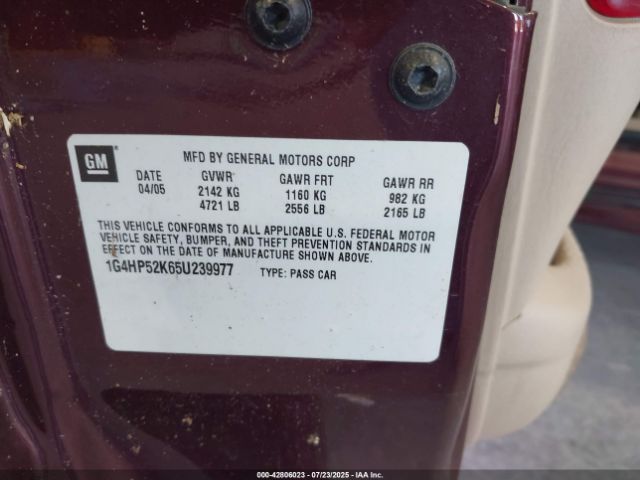 GM
MFD BY GENERAL MOTORS CORP
DATE GVWR GAWR FRT GAWR RR
04/05 2142 KG 1160 KG 982 KG
4721 LB 2556 LB 2165 LB
THIS VEHICLE CONFORMS TO ALL APPLICABLE U.S. FEDERAL MOTOR
VEHICLE SAFETY, BUMPER, AND THEFT PREVENTION STANDARDS IN
EFFECT ON THE DATE OF MANUFACTURE SHOWN ABOVE.
1G4HP52K65U239977 TYPE: PASS CAR
000-42806023 - 07/23/2025 - IAA Inc.